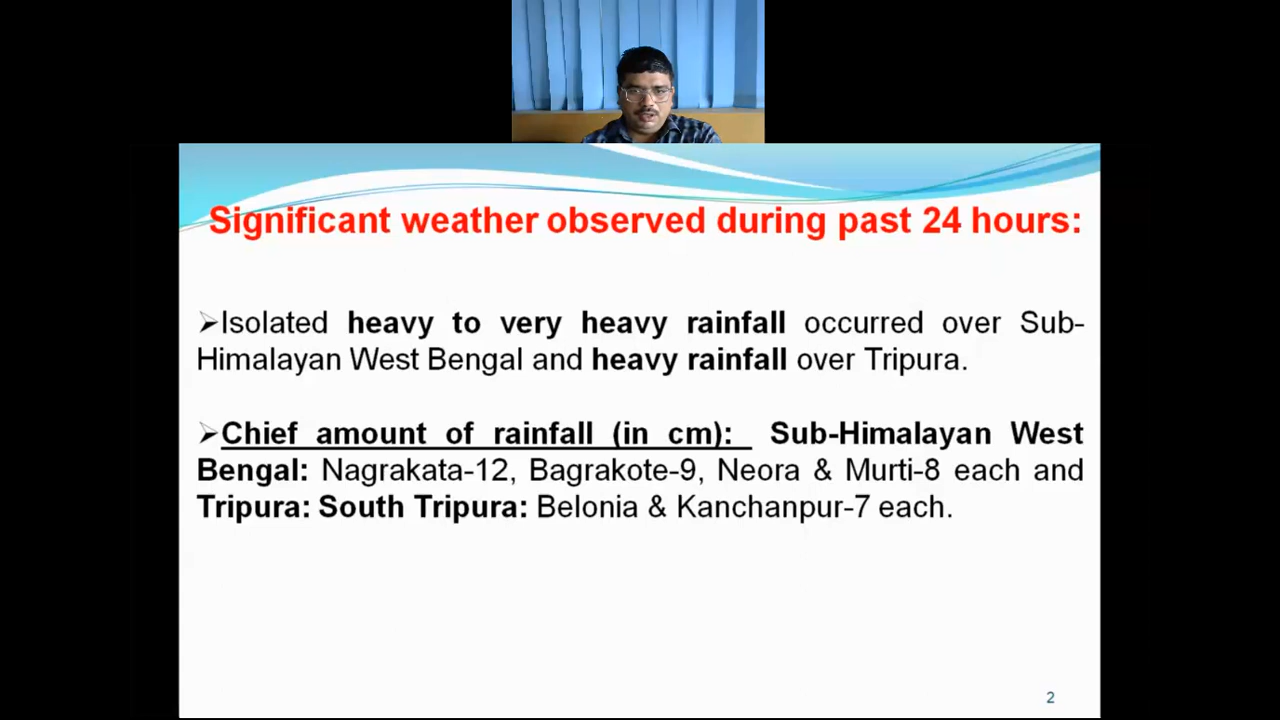 Significant weather observed during past 24 hours:
➢Isolated heavy to very heavy rainfall occurred over Sub-
Himalayan West Bengal and heavy rainfall over Tripura.
➢Chief amount of rainfall (in cm): Sub-Himalayan West
Bengal: Nagrakata-12, Bagrakote-9, Neora & Murti-8 each and
Tripura: South Tripura: Belonia & Kanchanpur-7 each.
2